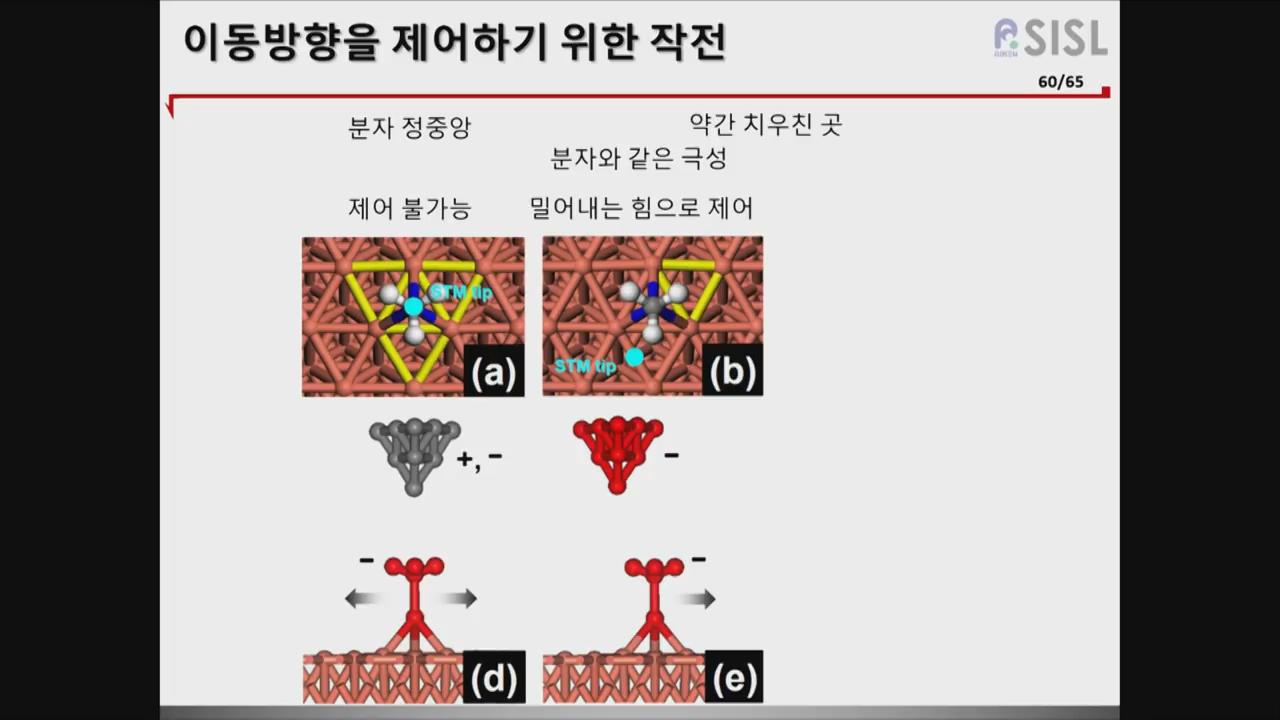 이동방향을 제어하기 위한 작전
SISL
RIKEN
60/65
분자 정중앙
약간 치우친 곳
분자와 같은 극성
제어 불가능
밀어내는 힘으로 제어
STM tip
(a)
STM tip
(b)
+, -
-
-
-
(d)
(e)